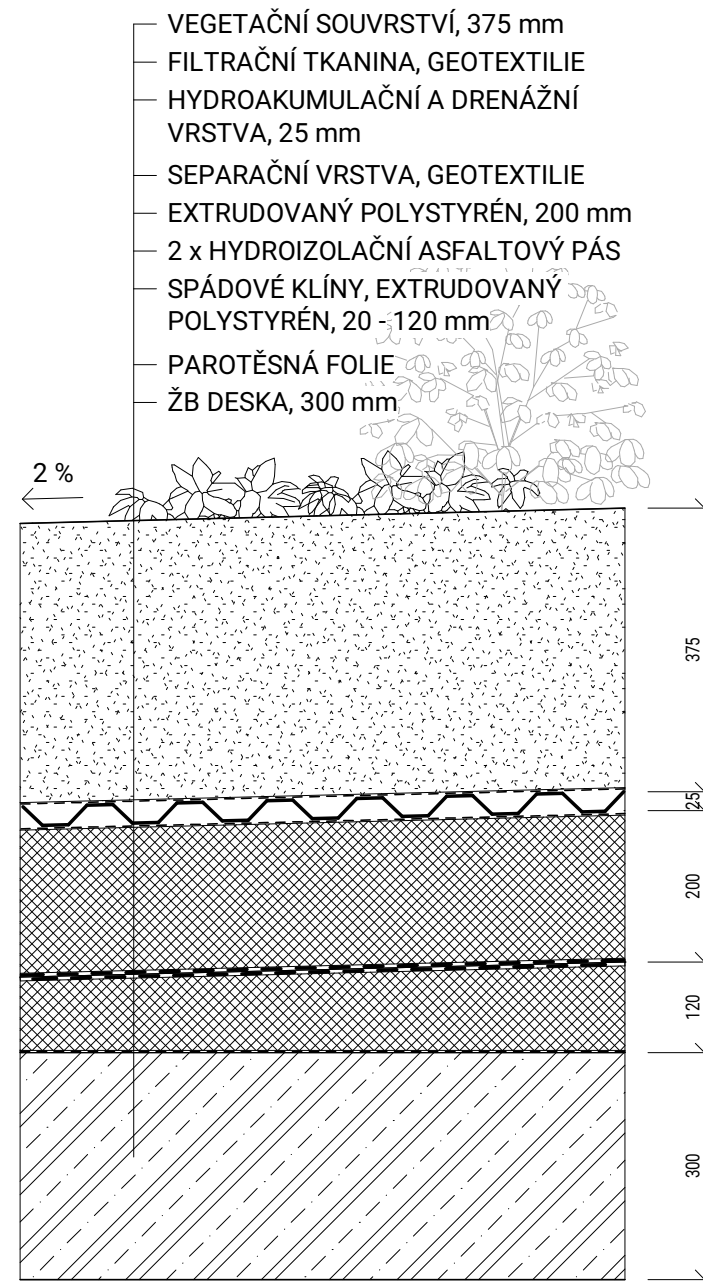 VEGETAČNÍ SOUVRSTVÍ, 375 mm
FILTRAČNÍ TKANINA, GEOTEXTILIE
HYDROAKUMULAČNÍ A DRENÁŽNÍ
VRSTVA, 25 mm
SEPARAČNÍ VRSTVA, GEOTEXTILIE
EXTRUDOVANÝ POLYSTYRÉN, 200 mm
2 x HYDROIZOLAČNÍ ASFALTOVÝ PÁS
SPÁDOVÉ KLÍNY, EXTRUDOVANÝ
POLYSTYRÉN, 20 - 120 mm
PAROTĚSNÁ FOLIE
ŽB DESKA, 300 mm
2 %
375
25
200
120
300